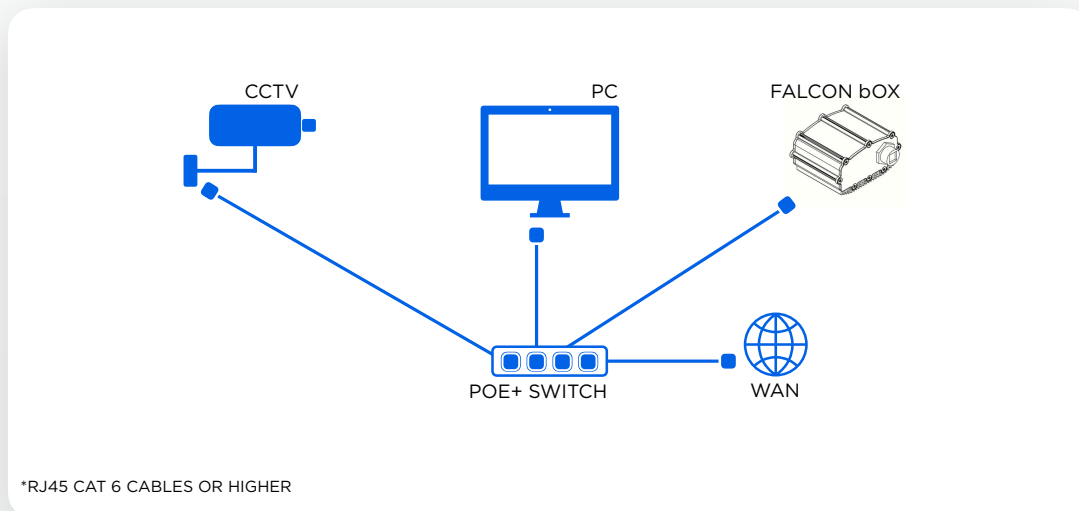 CCTV
PC
FALCON bOX
POE+ SWITCH
WAN
*RJ45 CAT 6 CABLES OR HIGHER